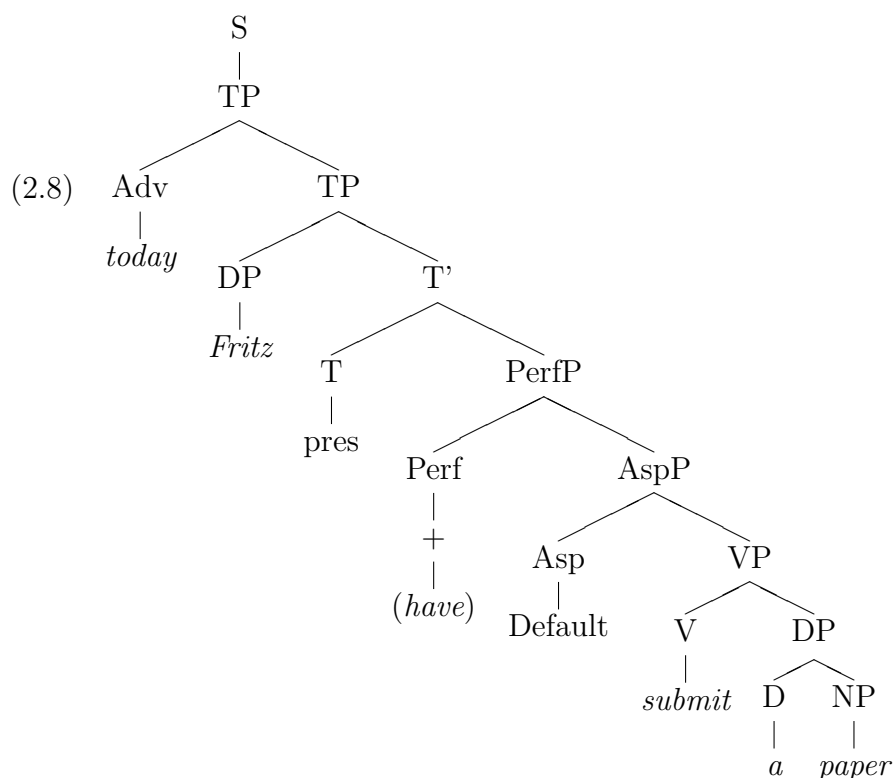 S
TP
(2.8) Adv TP
today DP T’
Fritz T PerfP
pres Perf AspP
+ Asp VP
(have) Default V DP
submit D NP
a paper